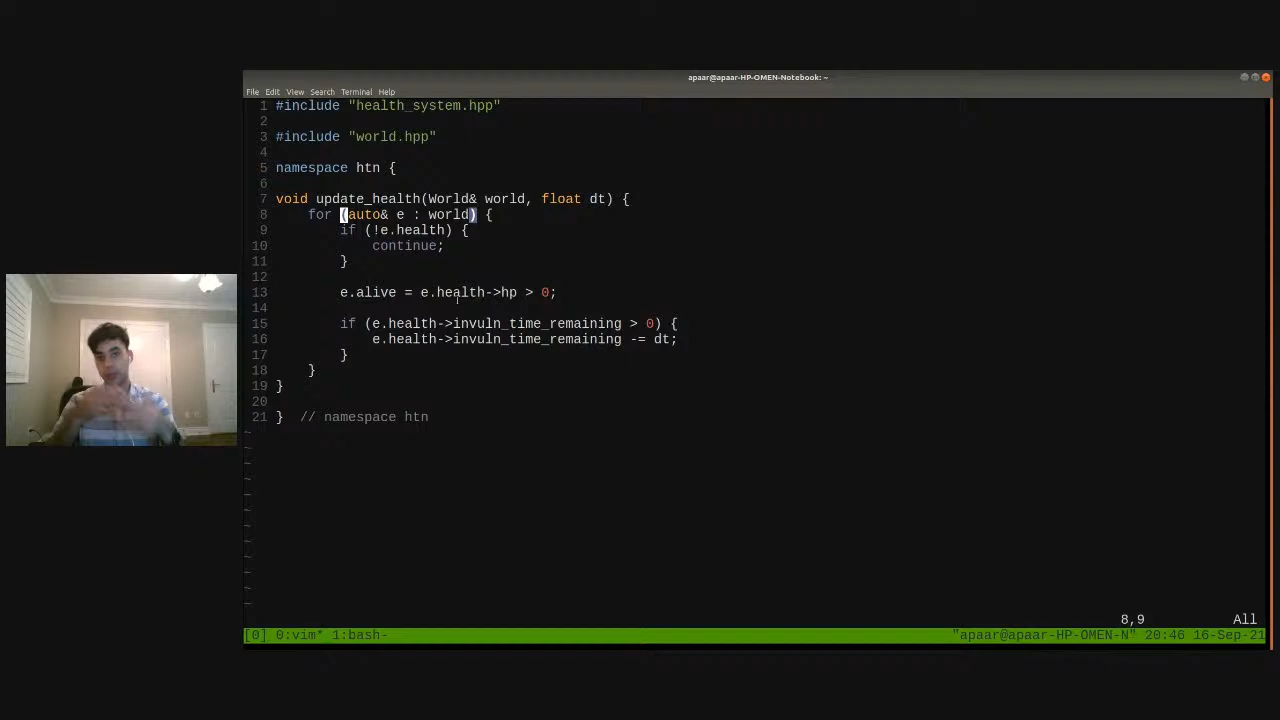 apaar@apaar-HP-OMEN-Notebook: ~
File Edit View Search Terminal Help
1 #include "health_system.hpp"
2
3 #include "world.hpp"
4
5 namespace htn {
6
7 void update_health(World& world, float dt) {
8     for (auto& e : world) {
9         if (!e.health) {
10             continue;
11         }
12
13         e.alive = e.health->hp > 0;
14
15         if (e.health->invuln_time_remaining > 0) {
16             e.health->invuln_time_remaining -= dt;
17         }
18     }
19 }
20
21 }  // namespace htn
~
~
~
~
~
~
~
~
~
~
~
~
8,9 All
[0] 0:vim* 1:bash- "apaar@apaar-HP-OMEN-N" 20:46 16-Sep-21